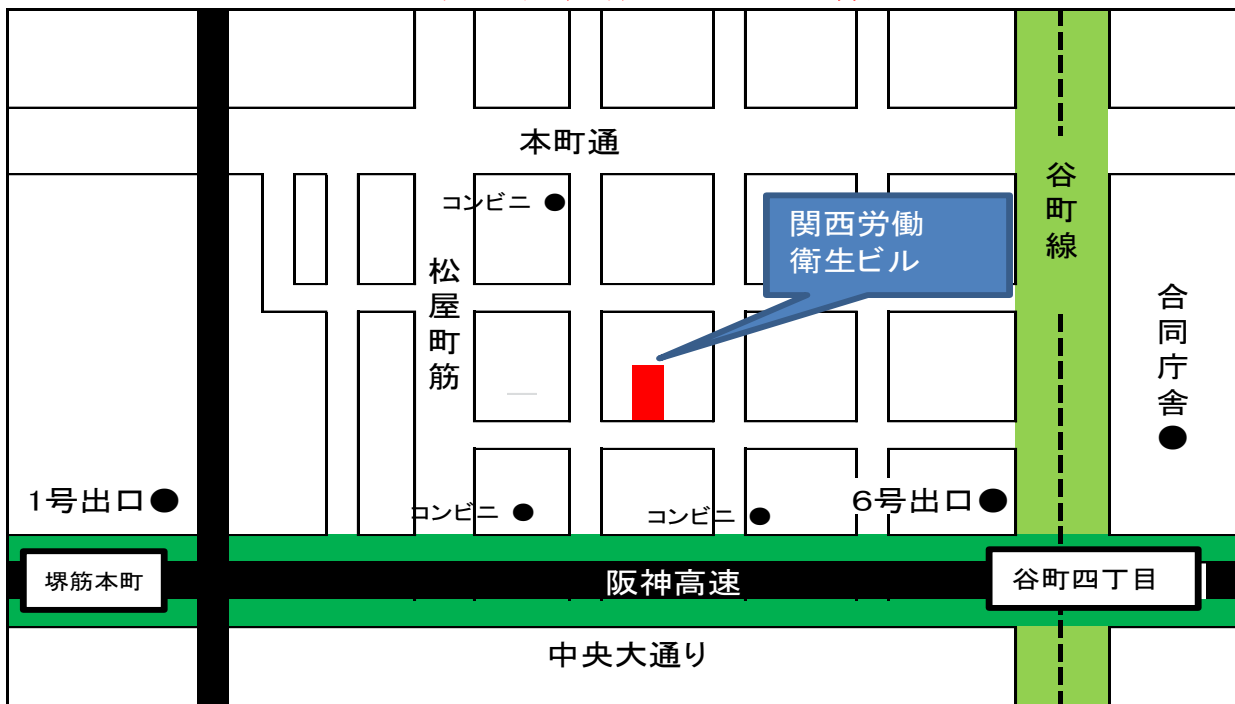 本町通
コンビニ
谷町線
関西労働
衛生ビル
松屋町筋
合同庁舎
1号出口
コンビニ
コンビニ
6号出口
堺筋本町
阪神高速
谷町四丁目
中央大通り